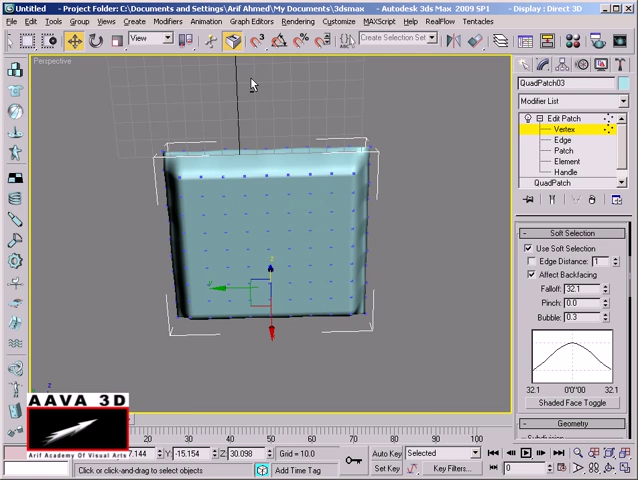 Untitled - Project Folder: C:\Documents and Settings\Arif Ahmed\My Documents\3dsmax - Autodesk 3ds Max 2009 SP1 - Display : Direct 3D
File Edit Tools Group Views Create Modifiers Animation Graph Editors Rendering Customize MAXScript Help RealFlow Tentacles
View
Create Selection Set
Perspective
QuadPatch03
Modifier List
Edit Patch
Vertex
Edge
Patch
Element
Handle
QuadPatch
Soft Selection
Use Soft Selection
Edge Distance: 1
Affect Backfacing
Falloff: 32.1
Pinch: 0.0
Bubble: 0.3
32.1 0"0"00 32.1
Shaded Face Toggle
Geometry
z
y
z
AAVA 3D
Arif Academy Of Visual Arts
20 30 40 50 60 70 80 90 100
Y: -15.154 Z: 30.098 Grid = 10.0
Auto Key Selected
Click or click-and-drag to select objects
Add Time Tag
Set Key
Key Filters...
0